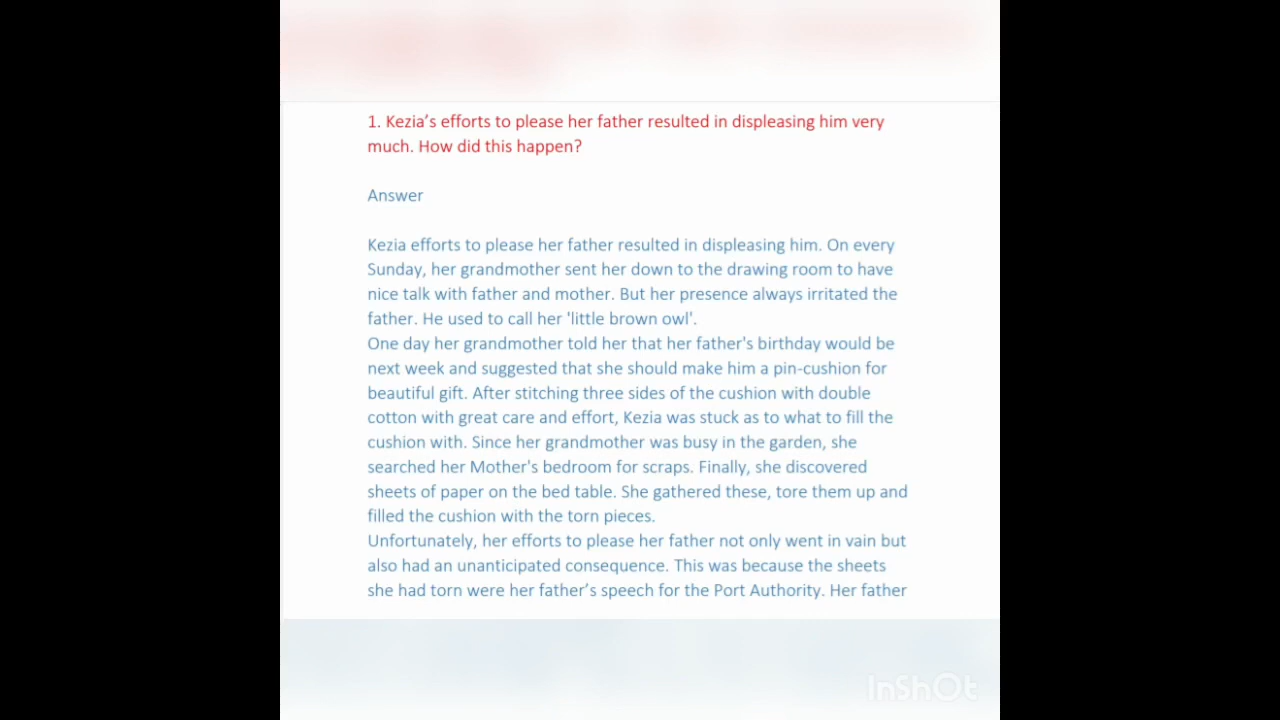 1. Kezia’s efforts to please her father resulted in displeasing him very
much. How did this happen?
Answer
Kezia efforts to please her father resulted in displeasing him. On every
Sunday, her grandmother sent her down to the drawing room to have
nice talk with father and mother. But her presence always irritated the
father. He used to call her 'little brown owl'.
One day her grandmother told her that her father's birthday would be
next week and suggested that she should make him a pin-cushion for
beautiful gift. After stitching three sides of the cushion with double
cotton with great care and effort, Kezia was stuck as to what to fill the
cushion with. Since her grandmother was busy in the garden, she
searched her Mother's bedroom for scraps. Finally, she discovered
sheets of paper on the bed table. She gathered these, tore them up and
filled the cushion with the torn pieces.
Unfortunately, her efforts to please her father not only went in vain but
also had an unanticipated consequence. This was because the sheets
she had torn were her father’s speech for the Port Authority. Her father
InShOt